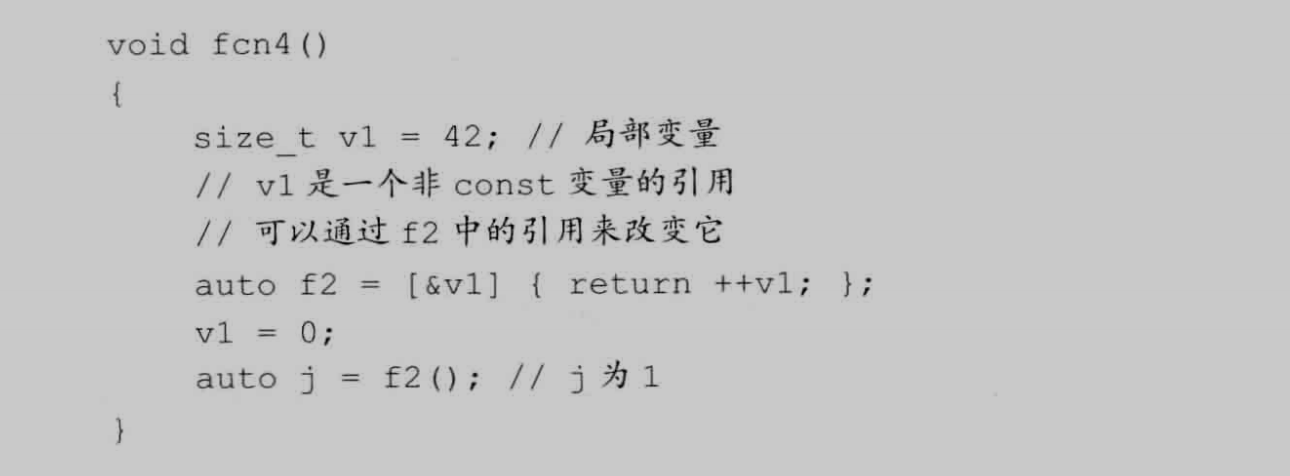 void fcn4()
{
    size_t v1 = 42; // 局部变量
    // v1 是一个非 const 变量的引用
    // 可以通过 f2 中的引用来改变它
    auto f2 = [&v1] { return ++v1; };
    v1 = 0;
    auto j = f2(); // j 为 1
}